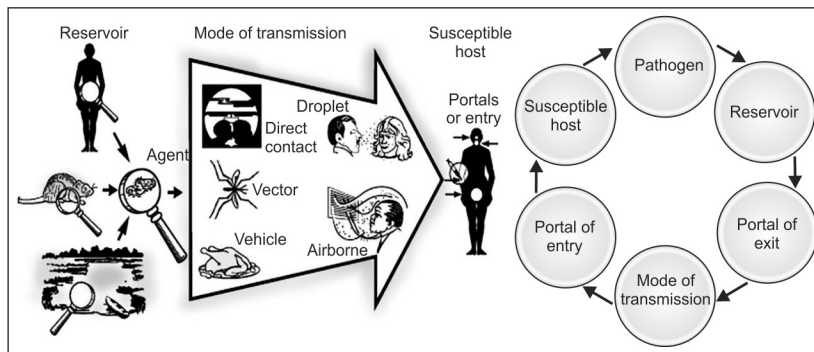 Reservoir
Mode of transmission
Susceptible
host
Agent
Direct
contact
Droplet
Vector
Vehicle
Airborne
Portals
or entry
Pathogen
Reservoir
Portal of
exit
Mode of
transmission
Portal of
entry
Susceptible
host